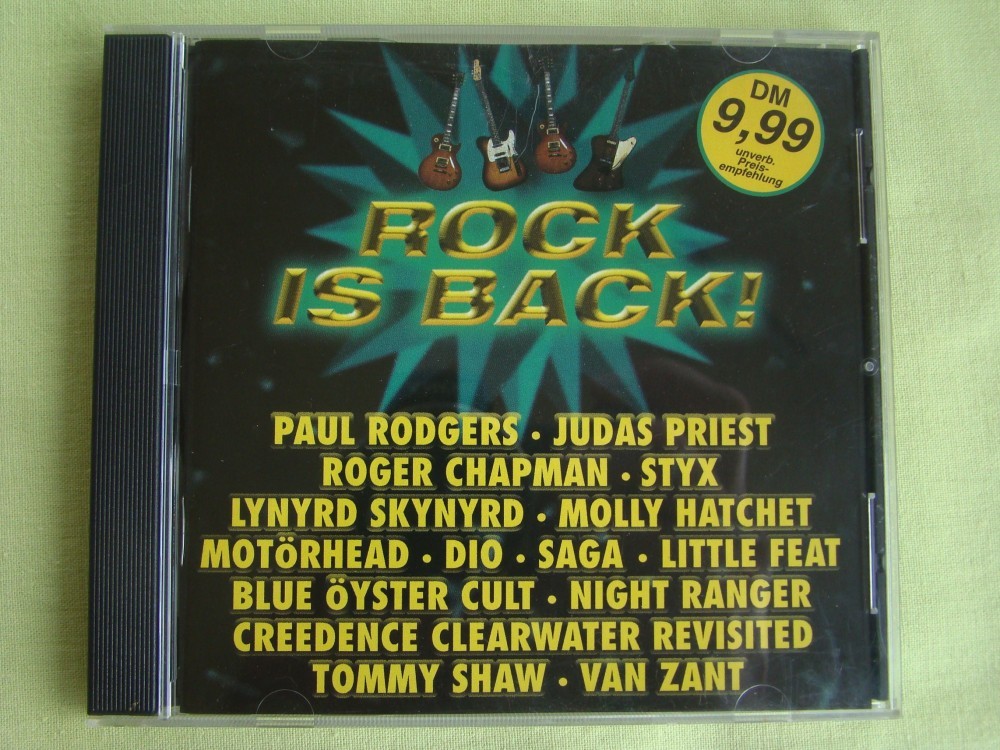 DM
9,99
unverb.
Preis-
empfehlung
ROCK
IS BACK!
PAUL RODGERS · JUDAS PRIEST
ROGER CHAPMAN · STYX
LYNYRD SKYNYRD · MOLLY HATCHET
MOTÖRHEAD · DIO · SAGA · LITTLE FEAT
BLUE ÖYSTER CULT · NIGHT RANGER
CREEDENCE CLEARWATER REVISITED
TOMMY SHAW · VAN ZANT